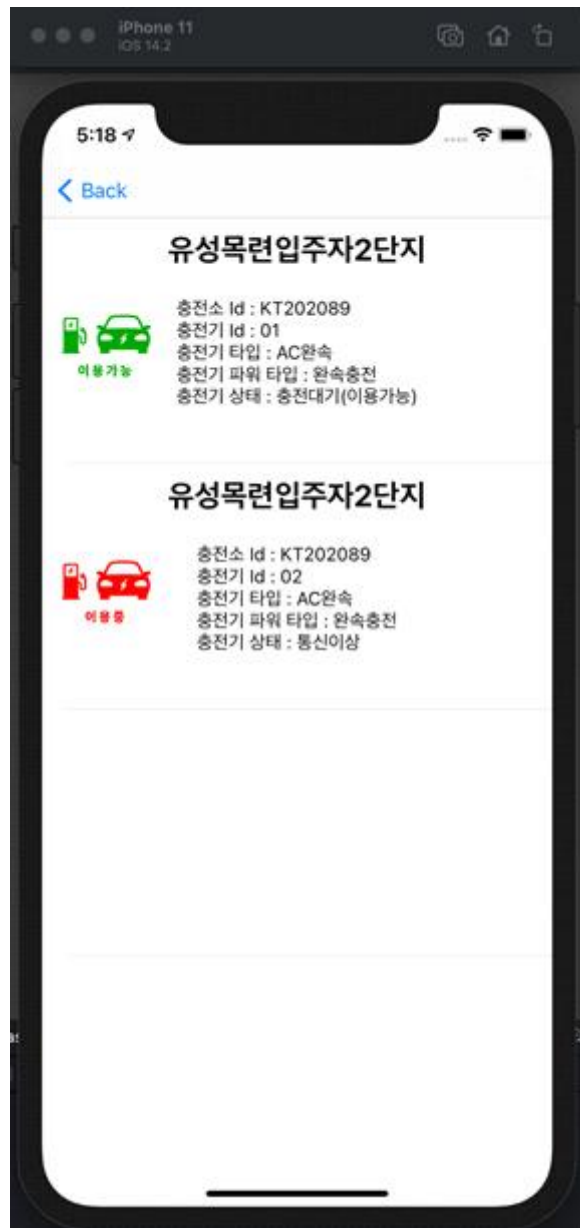 iPhone 11
iOS 14.2
5:18
Back
유성목련입주자2단지
충전소 Id : KT202089
충전기 Id : 01
충전기 타입 : AC완속
충전기 파워 타입 : 완속충전
충전기 상태 : 충전대기(이용가능)
이용가능
유성목련입주자2단지
충전소 Id : KT202089
충전기 Id : 02
충전기 타입 : AC완속
충전기 파워 타입 : 완속충전
충전기 상태 : 통신이상
이용중